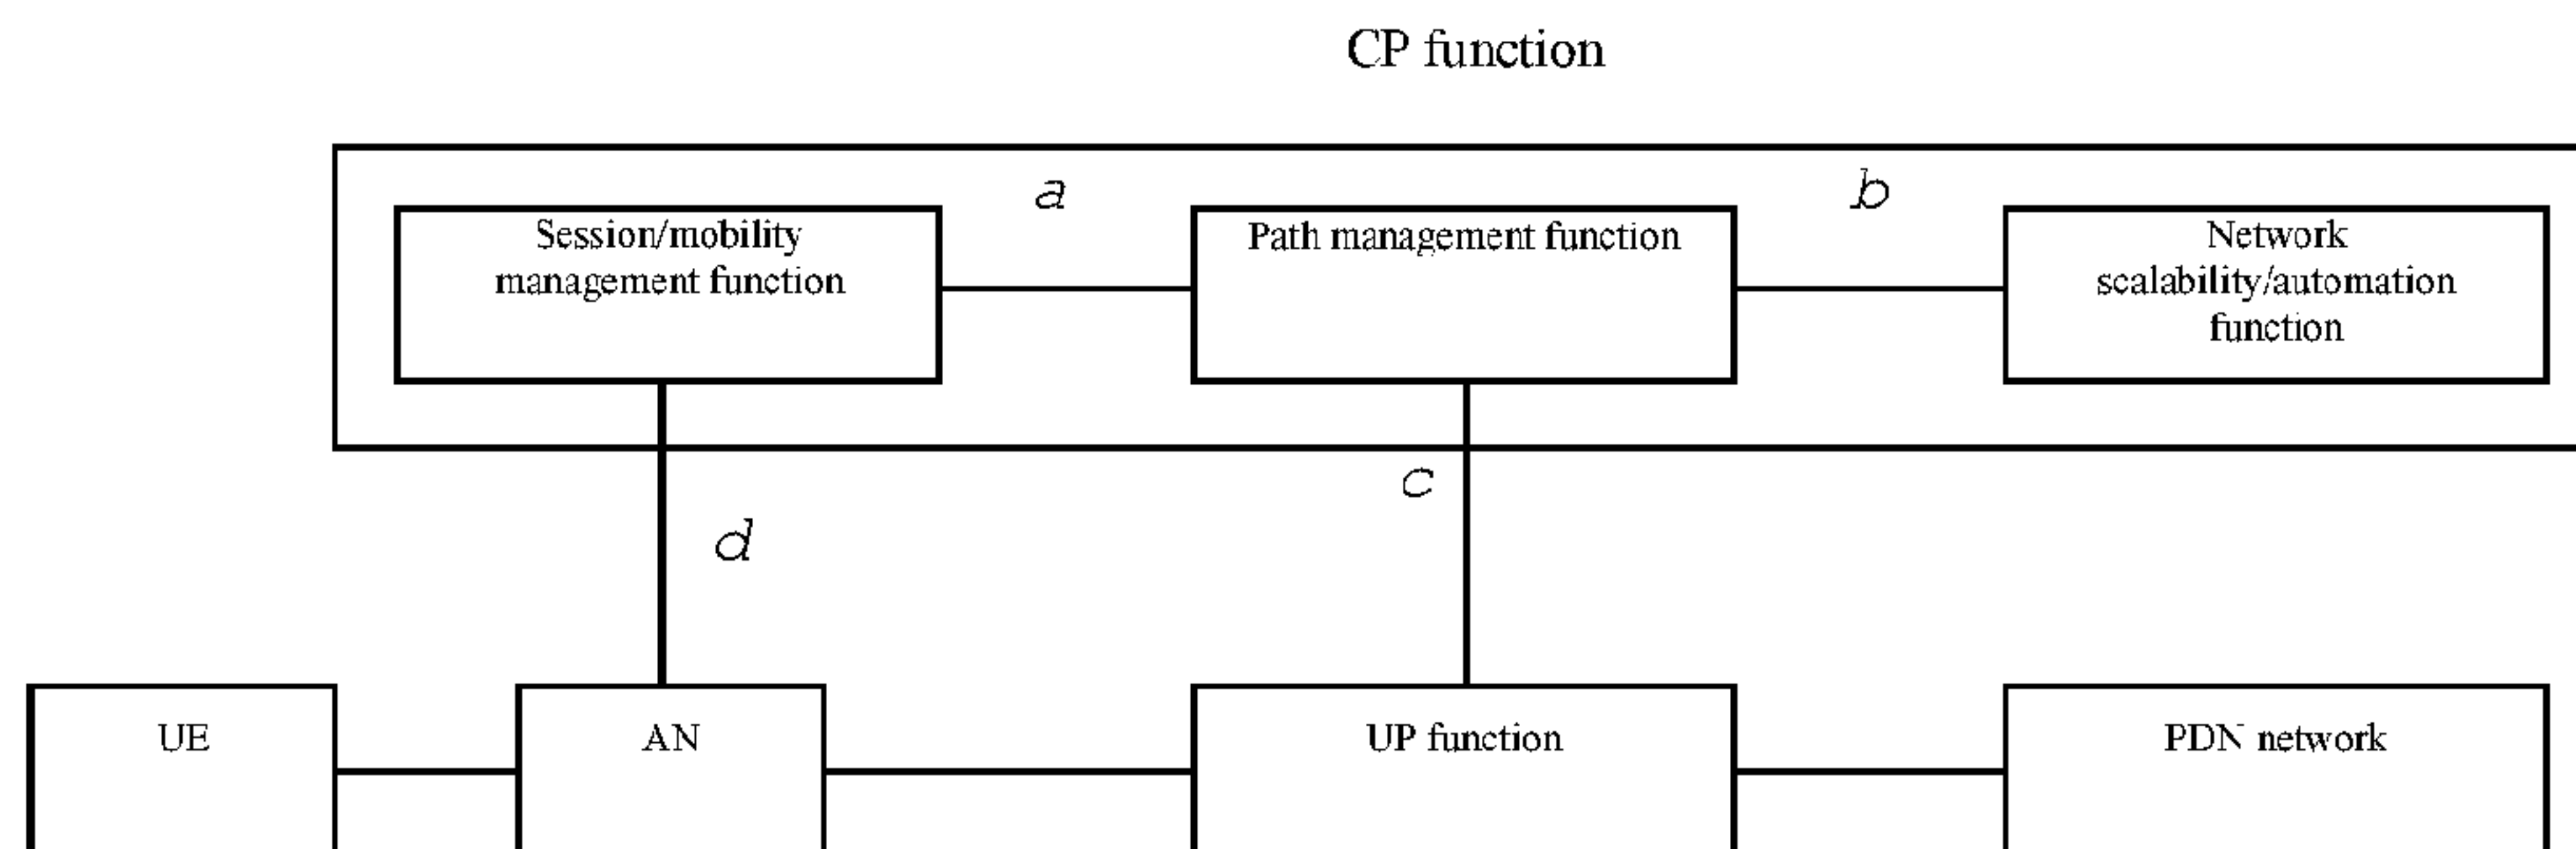 CP function
a
b
Session/mobility
management function
Path management function
Network
scalability/automation
function
c
d
UE
AN
UP function
PDN network